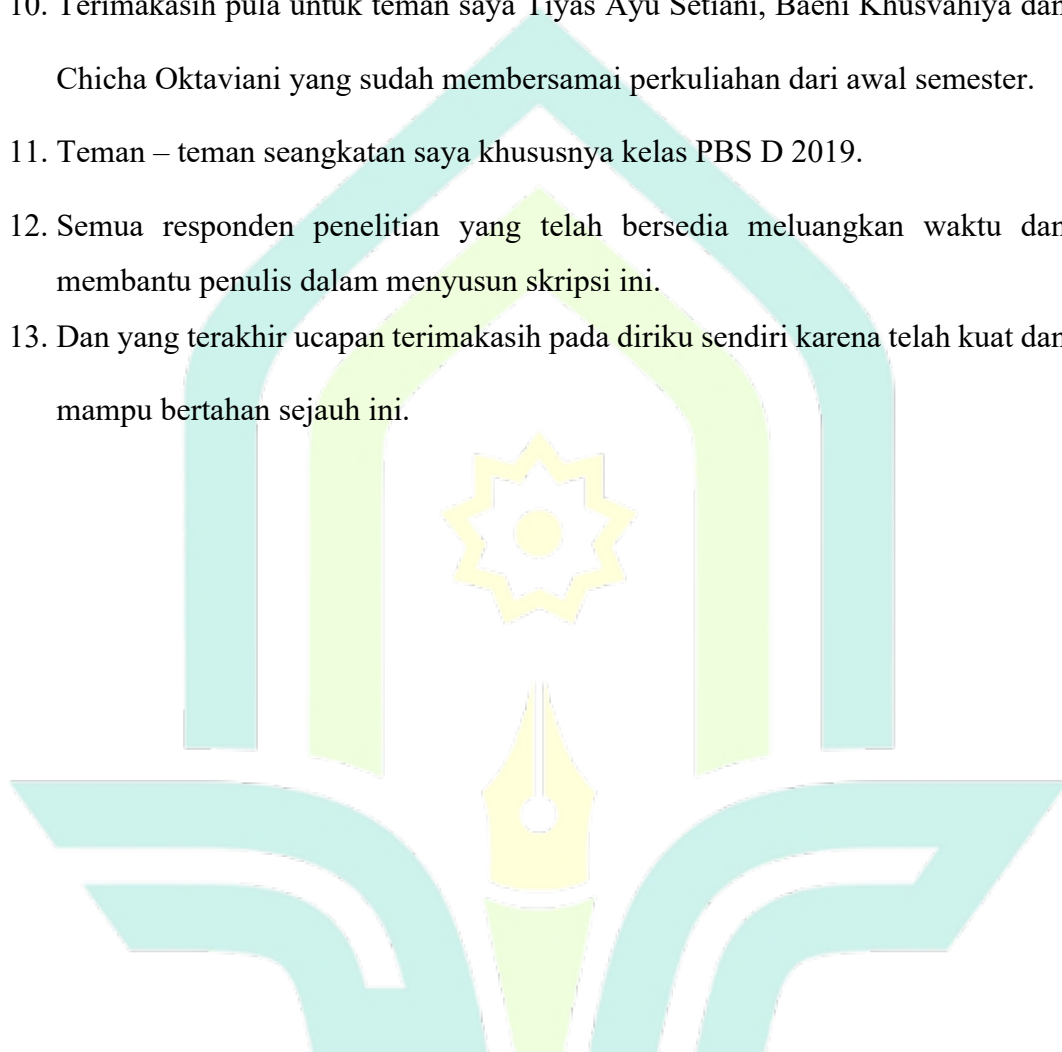 10. Terimakasih pula untuk teman saya Tiyas Ayu Setiani, Baeni Khusvahiya dan
Chicha Oktaviani yang sudah membersamai perkuliahan dari awal semester.
11. Teman – teman seangkatan saya khususnya kelas PBS D 2019.
12. Semua responden penelitian yang telah bersedia meluangkan waktu dan
membantu penulis dalam menyusun skripsi ini.
13. Dan yang terakhir ucapan terimakasih pada diriku sendiri karena telah kuat dan
mampu bertahan sejauh ini.